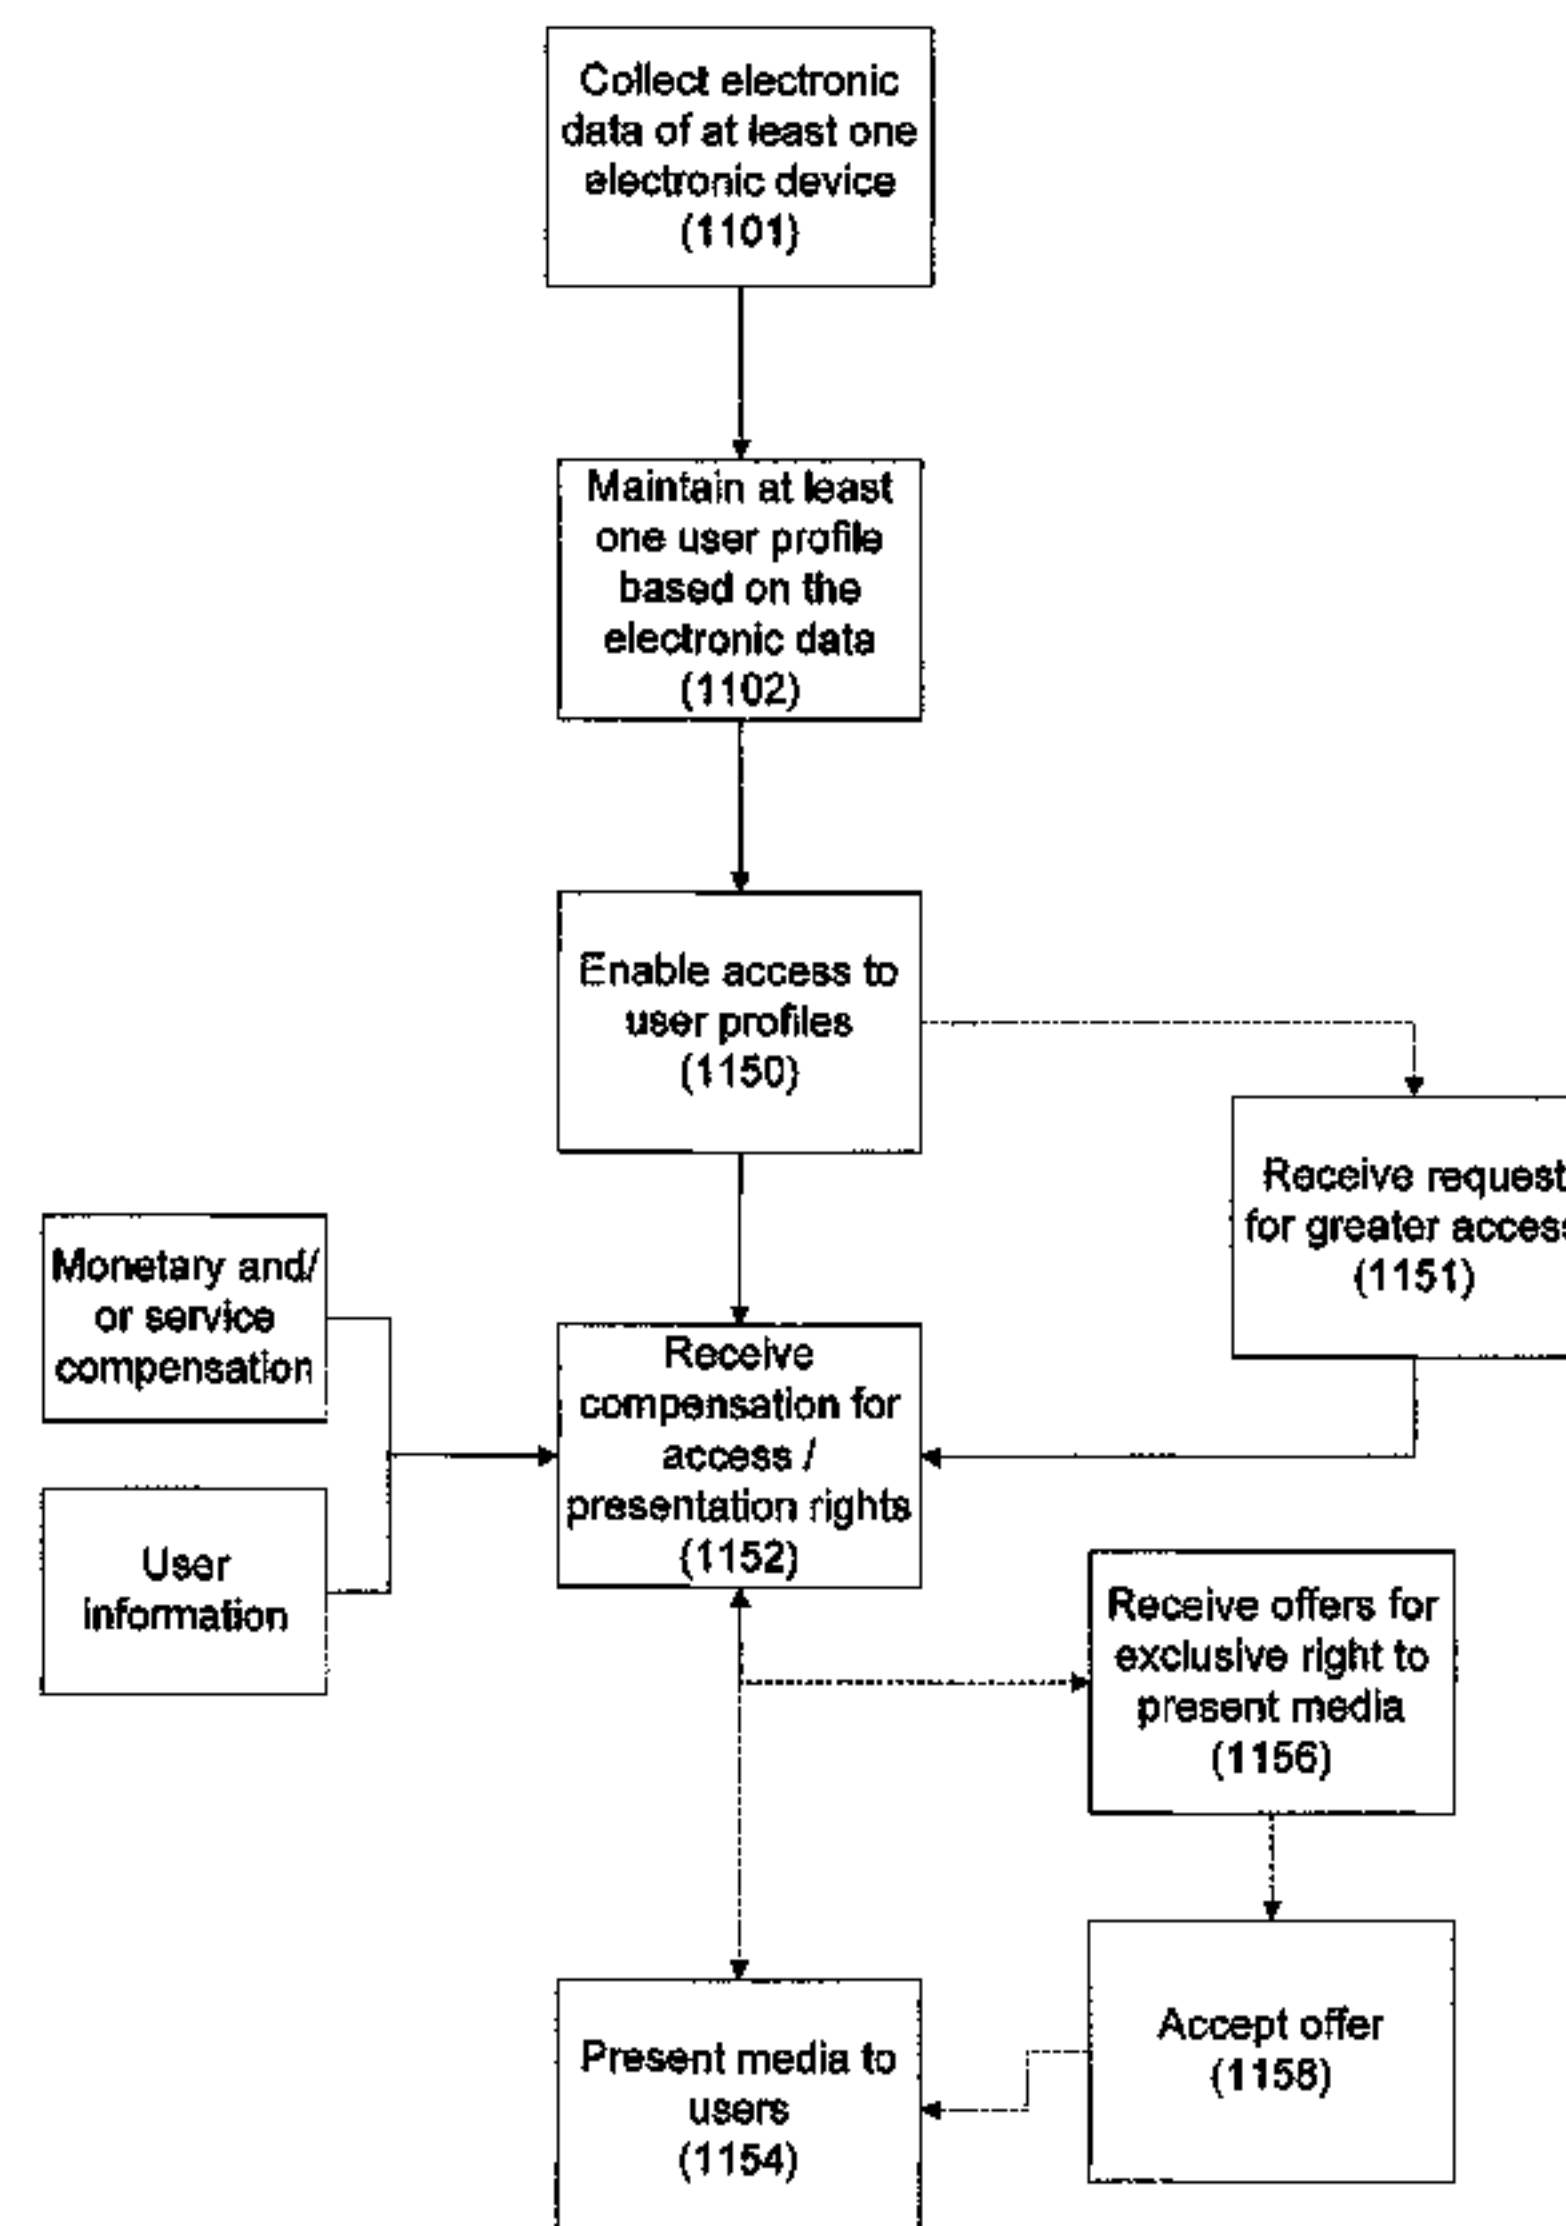 Collect electronic
data of at least one
electronic device
(1101)
Maintain at least
one user profile
based on the
electronic data
(1102)
Enable access to
user profiles
(1150)
Receive request
for greater access
(1151)
Monetary and/
or service
compensation
Receive
compensation for
access /
presentation rights
(1152)
User
information
Receive offers for
exclusive right to
present media
(1156)
Accept offer
(1158)
Present media to
users
(1154)